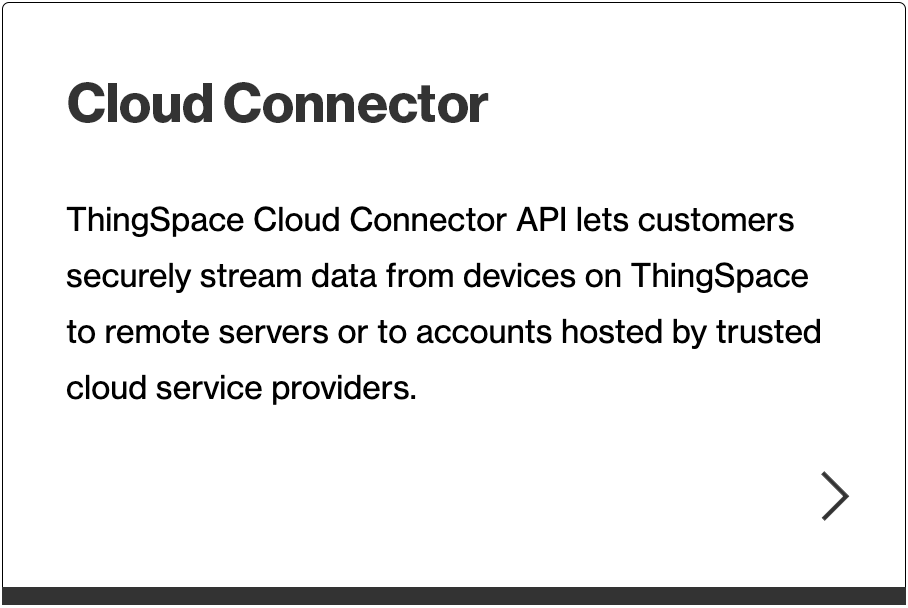 Cloud Connector
ThingSpace Cloud Connector API lets customers
securely stream data from devices on ThingSpace
to remote servers or to accounts hosted by trusted
cloud service providers.